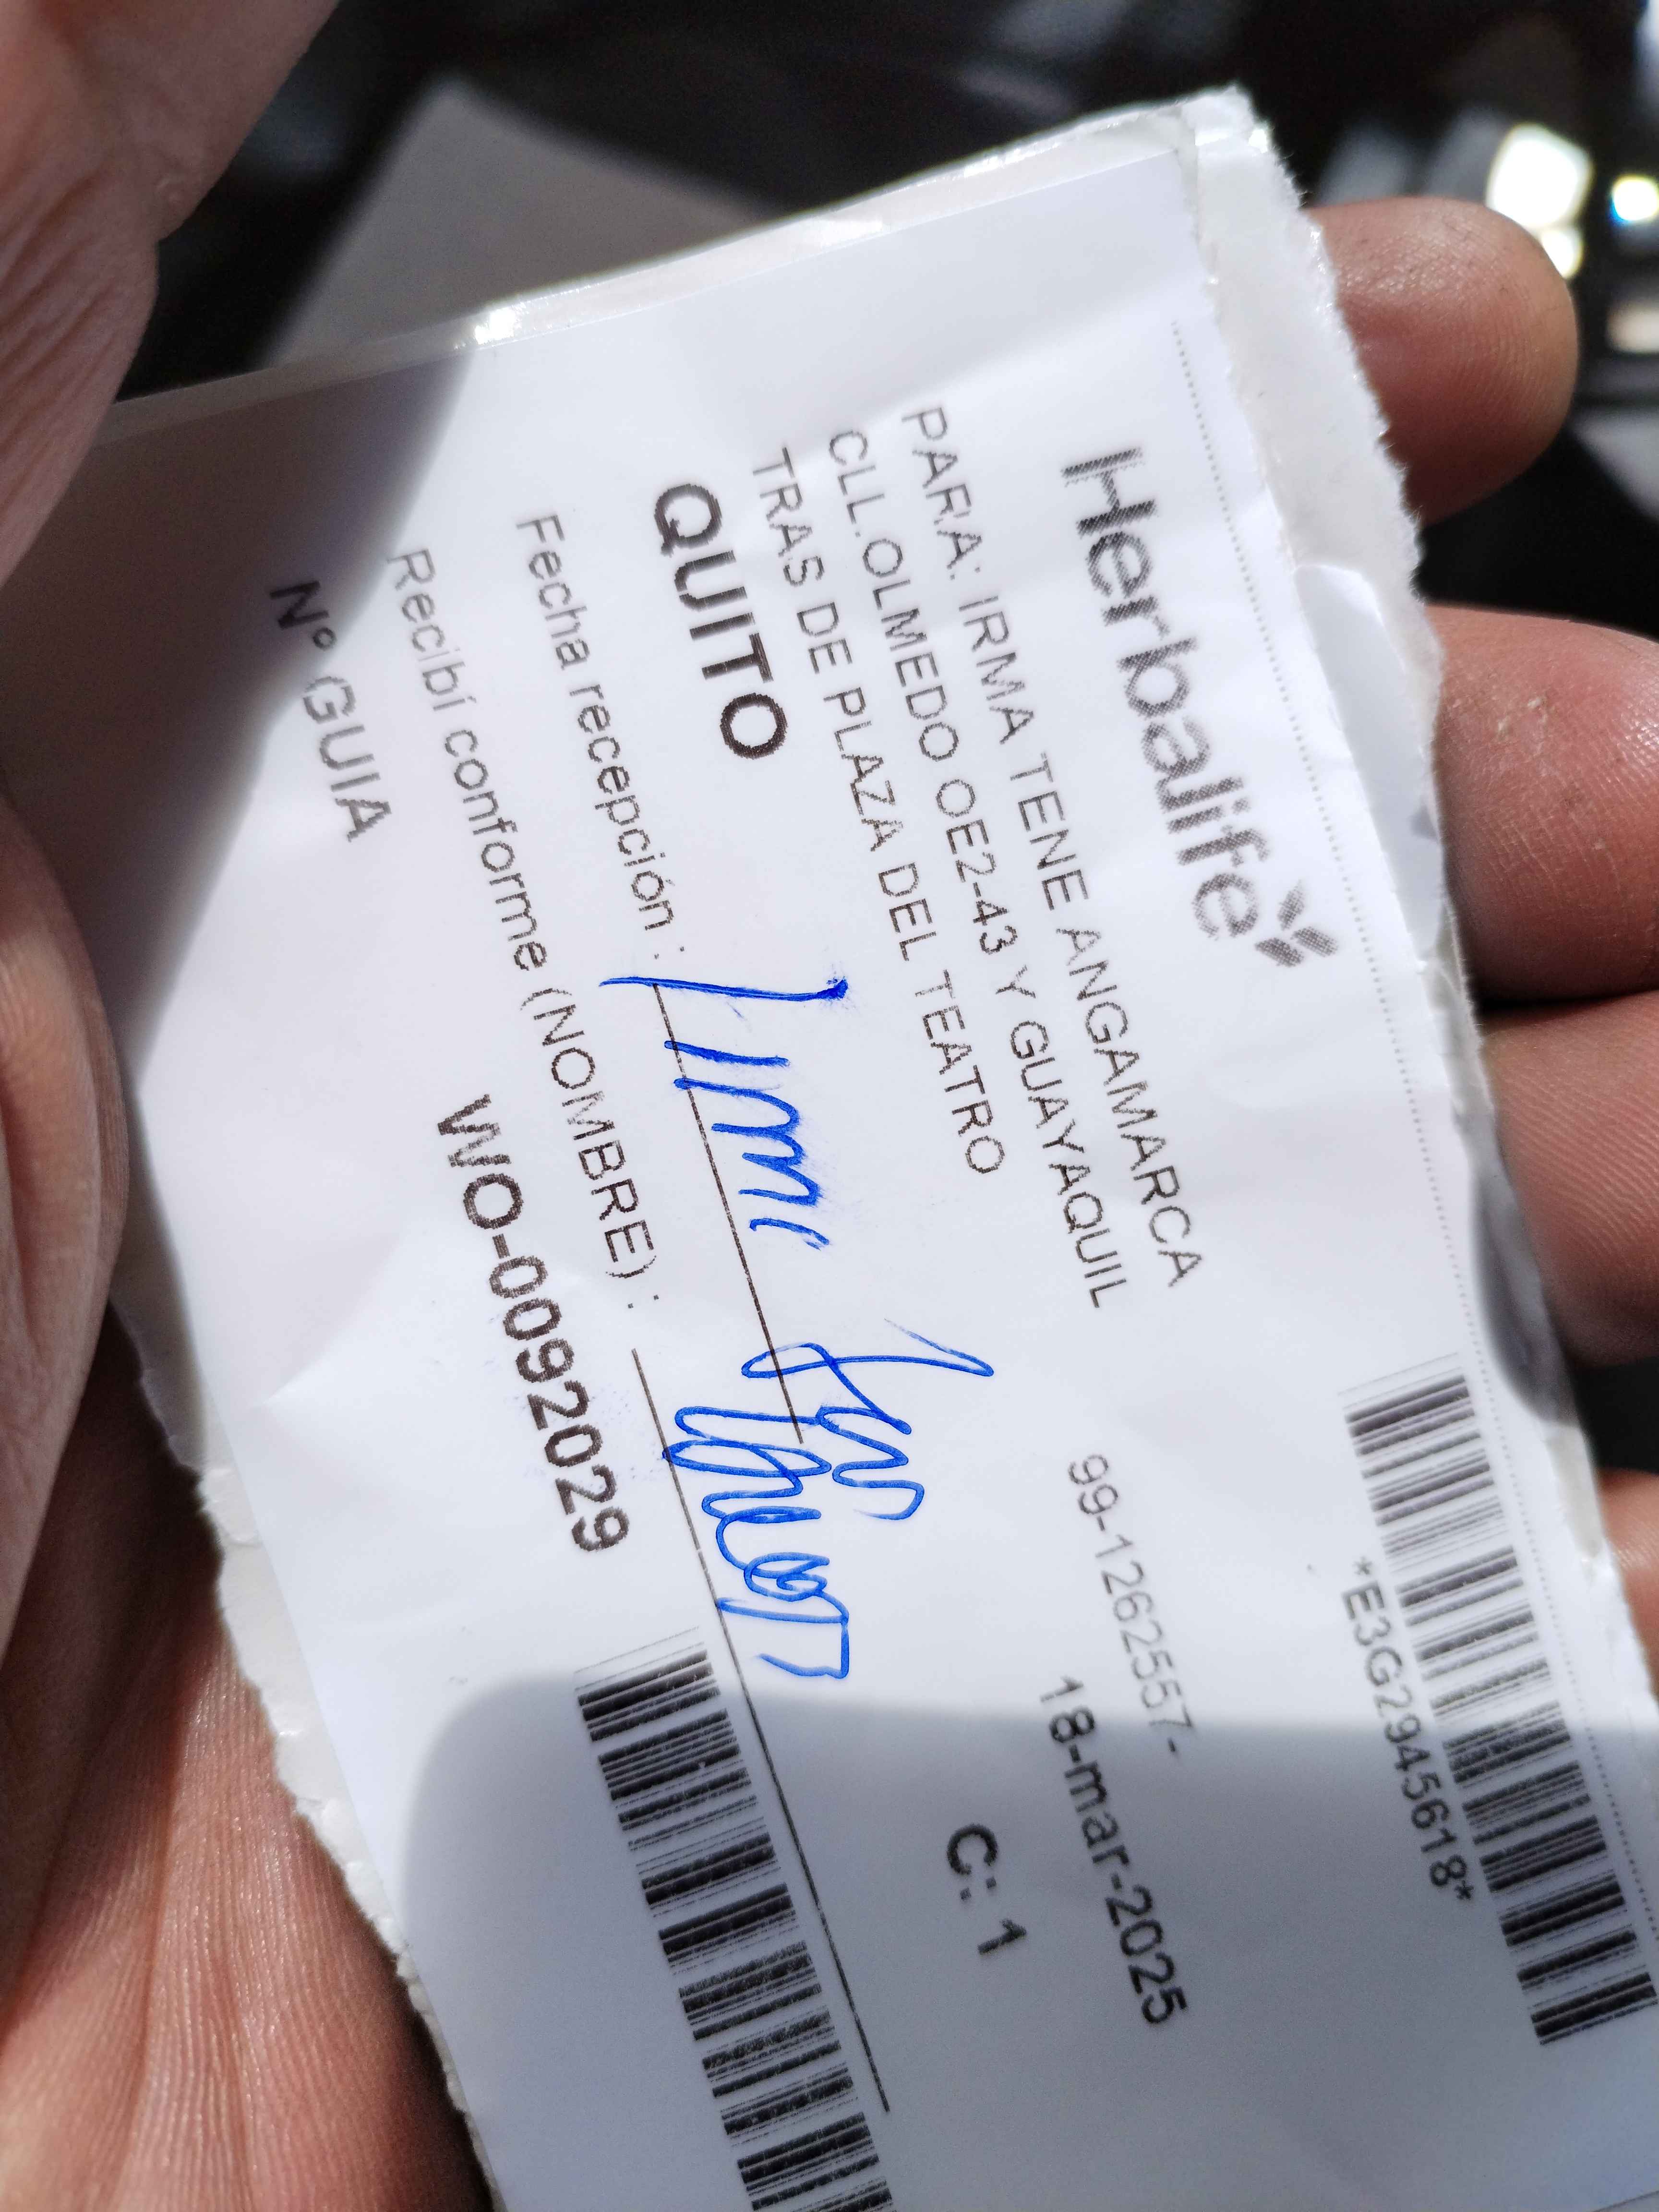 Herbalife
*E3G2945618*
PARA: IRMA TENE ANGAMARCA
99-1262557-
CLL.OLMEDO OE2-43 Y GUAYAQUIL
18-mar-2025
TRAS DE PLAZA DEL TEATRO
QUITO
C: 1
Fecha recepción :
Recibí conforme (NOMBRE) :
Nº GUIA
WO-0092029